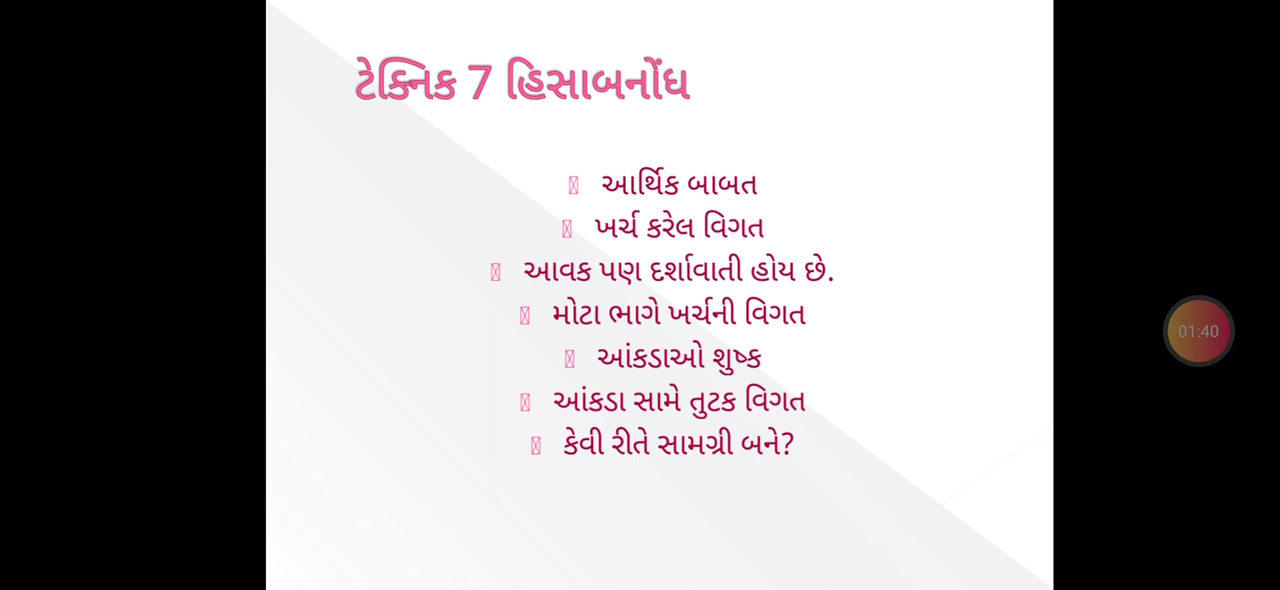 ટેક્નિક 7 હિસાબનોંધ
આર્થિક બાબત
ખર્ચ કરેલ વિગત
આવક પણ દર્શાવાતી હોય છે.
મોટા ભાગે ખર્ચની વિગત
આંકડાઓ શુષ્ક
આંકડા સામે તુટક વિગત
કેવી રીતે સામગ્રી બને?
01:40